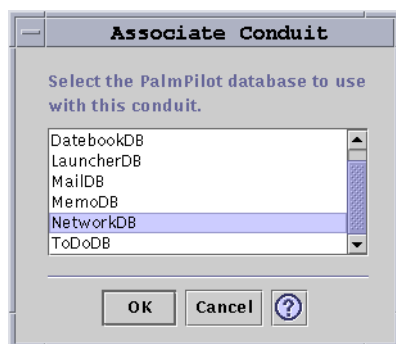 Associate Conduit
Select the PalmPilot database to use
with this conduit.
DatebookDB
LauncherDB
MailDB
MemoDB
NetworkDB
ToDoDB
OK Cancel ?